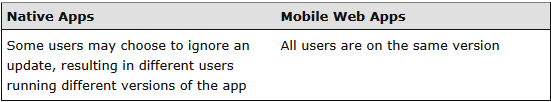 Native Apps Mobile Web Apps
Some users may choose to ignore an All users are on the same version
update, resulting in different users
running different versions of the app